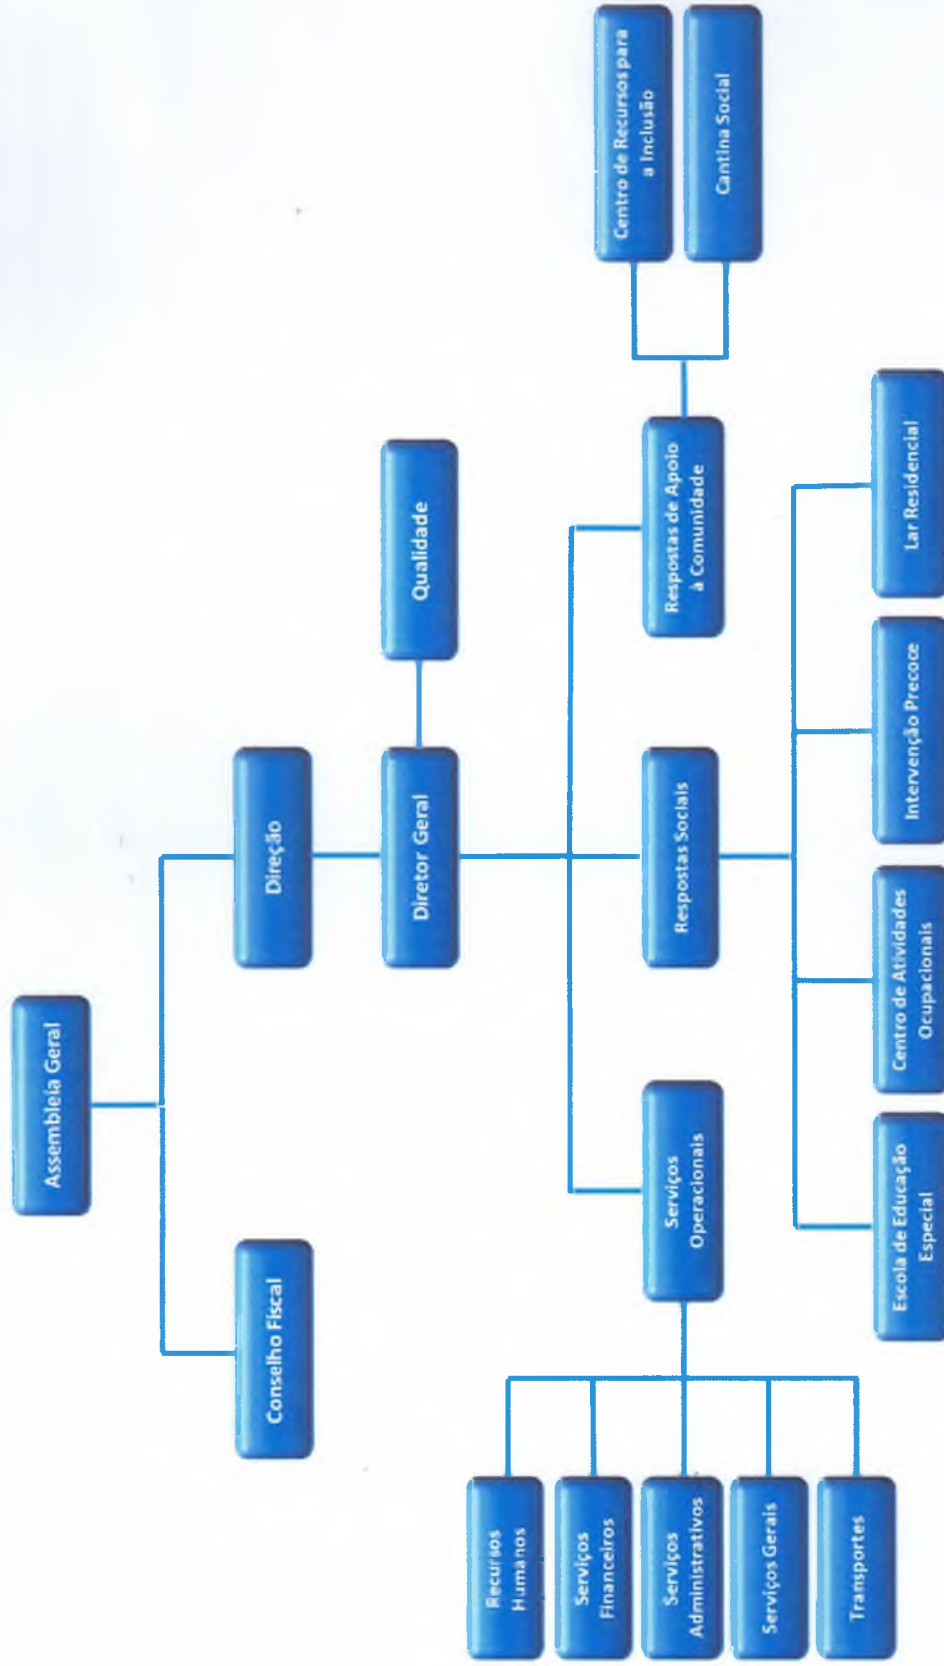 Assembleia Geral
Conselho Fiscal
Direção
Diretor Geral
Qualidade
Serviços
Operacionais
Respostas Sociais
Respostas de Apoio
à Comunidade
Recursos
Humanos
Serviços
Financeiros
Serviços
Administrativos
Serviços Gerais
Transportes
Centro de Recursos para
a Inclusão
Cantina Social
Escola de Educação
Especial
Centro de Atividades
Ocupacionais
Intervenção Precoce
Lar Residencial